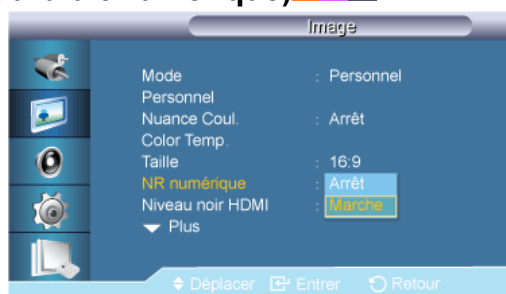 Image
Mode : Personnel
Personnel
Nuance Coul. : Arrêt
Color Temp.
Taille : 16:9
NR numérique : Arrêt
Niveau noir HDMI : Marche
Plus
Déplacer Entrer Retour